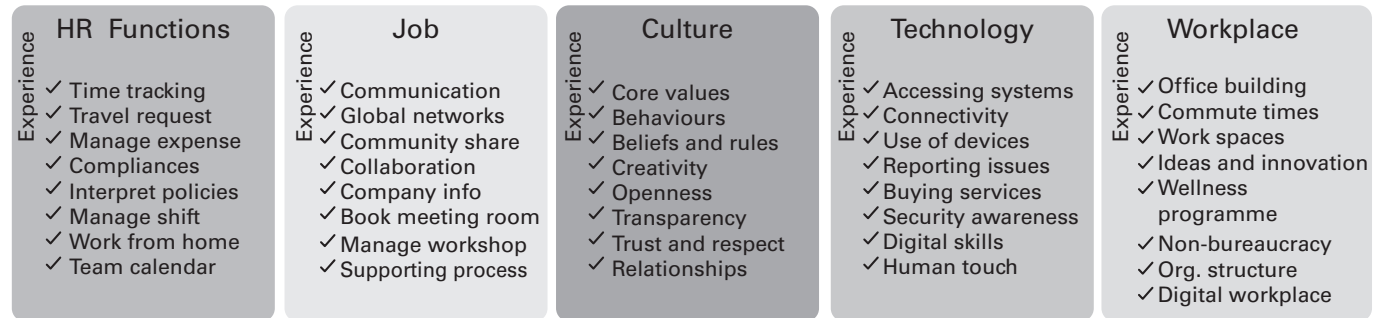 HR Functions
Experience
Time tracking
Travel request
Manage expense
Compliances
Interpret policies
Manage shift
Work from home
Team calendar
Job
Experience
Communication
Global networks
Community share
Collaboration
Company info
Book meeting room
Manage workshop
Supporting process
Culture
Experience
Core values
Behaviours
Beliefs and rules
Creativity
Openness
Transparency
Trust and respect
Relationships
Technology
Experience
Accessing systems
Connectivity
Use of devices
Reporting issues
Buying services
Security awareness
Digital skills
Human touch
Workplace
Experience
Office building
Commute times
Work spaces
Ideas and innovation
Wellness
programme
Non-bureaucracy
Org. structure
Digital workplace